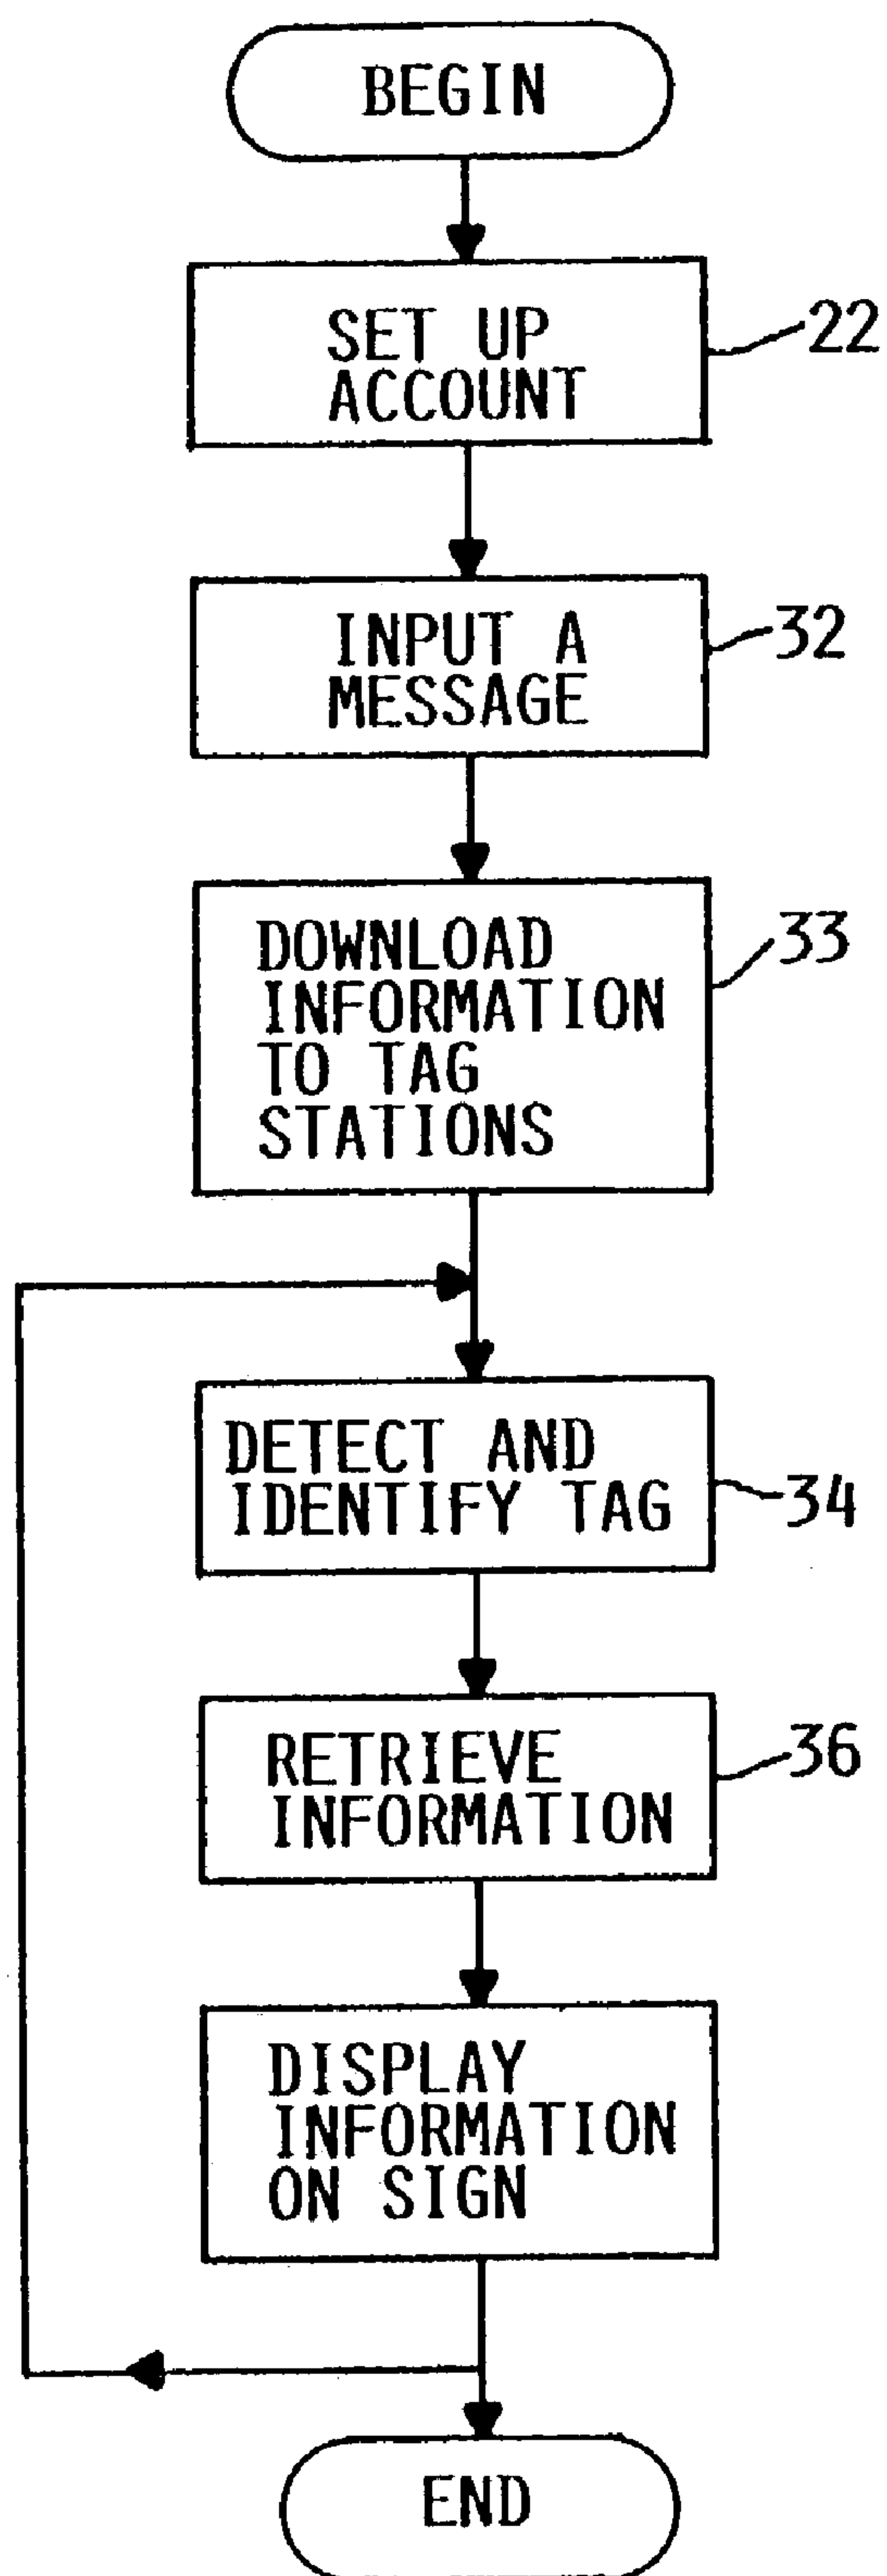 BEGIN
SET UP
ACCOUNT
22
INPUT A
MESSAGE
32
DOWNLOAD
INFORMATION
TO TAG
STATIONS
33
DETECT AND
IDENTIFY TAG
34
RETRIEVE
INFORMATION
36
DISPLAY
INFORMATION
ON SIGN
END